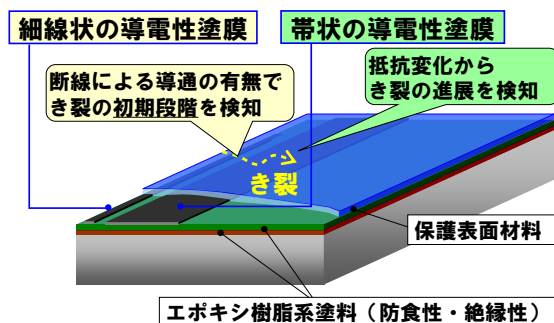 細線状の導電性塗膜
帯状の導電性塗膜
断線による導通の有無で
き裂の初期段階を検知
抵抗変化から
き裂の進展を検知
き裂
保護表面材料
エポキシ樹脂系塗料（防食性・絶縁性）